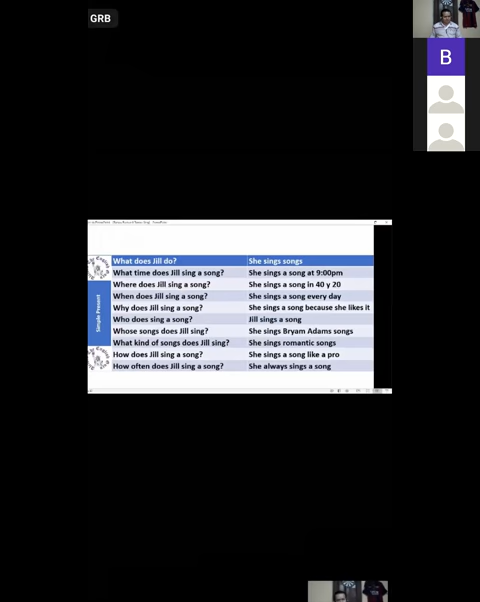 GRB
B
What does Jill do? She sings songs
What time does Jill sing a song? She sings a song at 9:00pm
Where does Jill sing a song? She sings a song in 40 y 20
When does Jill sing a song? She sings a song every day
Why does Jill sing a song? She sings a song because she likes it
Who does sing a song? Jill sings a song
Whose songs does Jill sing? She sings Bryam Adams songs
What kind of songs does Jill sing? She sings romantic songs
How does Jill sing a song? She sings a song like a pro
How often does Jill sing a song? She always sings a song
Simple Present